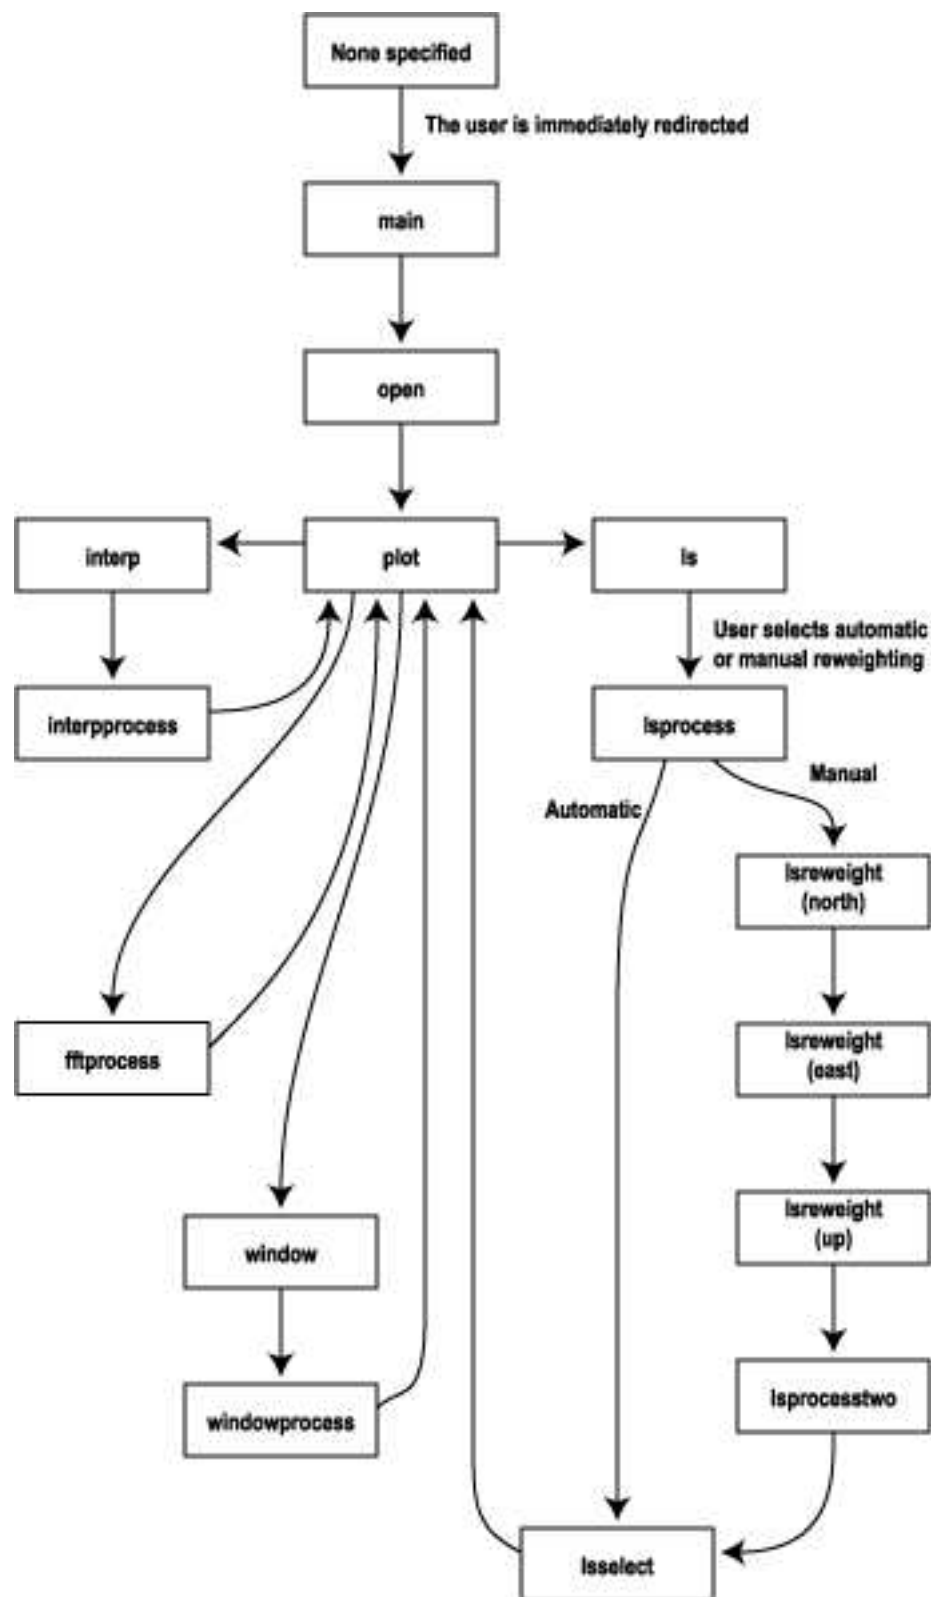 None specified
The user is immediately redirected
main
open
interp
plot
ls
User selects automatic
or manual reweighting
interpprocess
lsprocess
Manual
Automatic
lsreweight
(north)
fftprocess
lsreweight
(east)
lsreweight
(up)
window
lsprocesstwo
windowprocess
lsselect